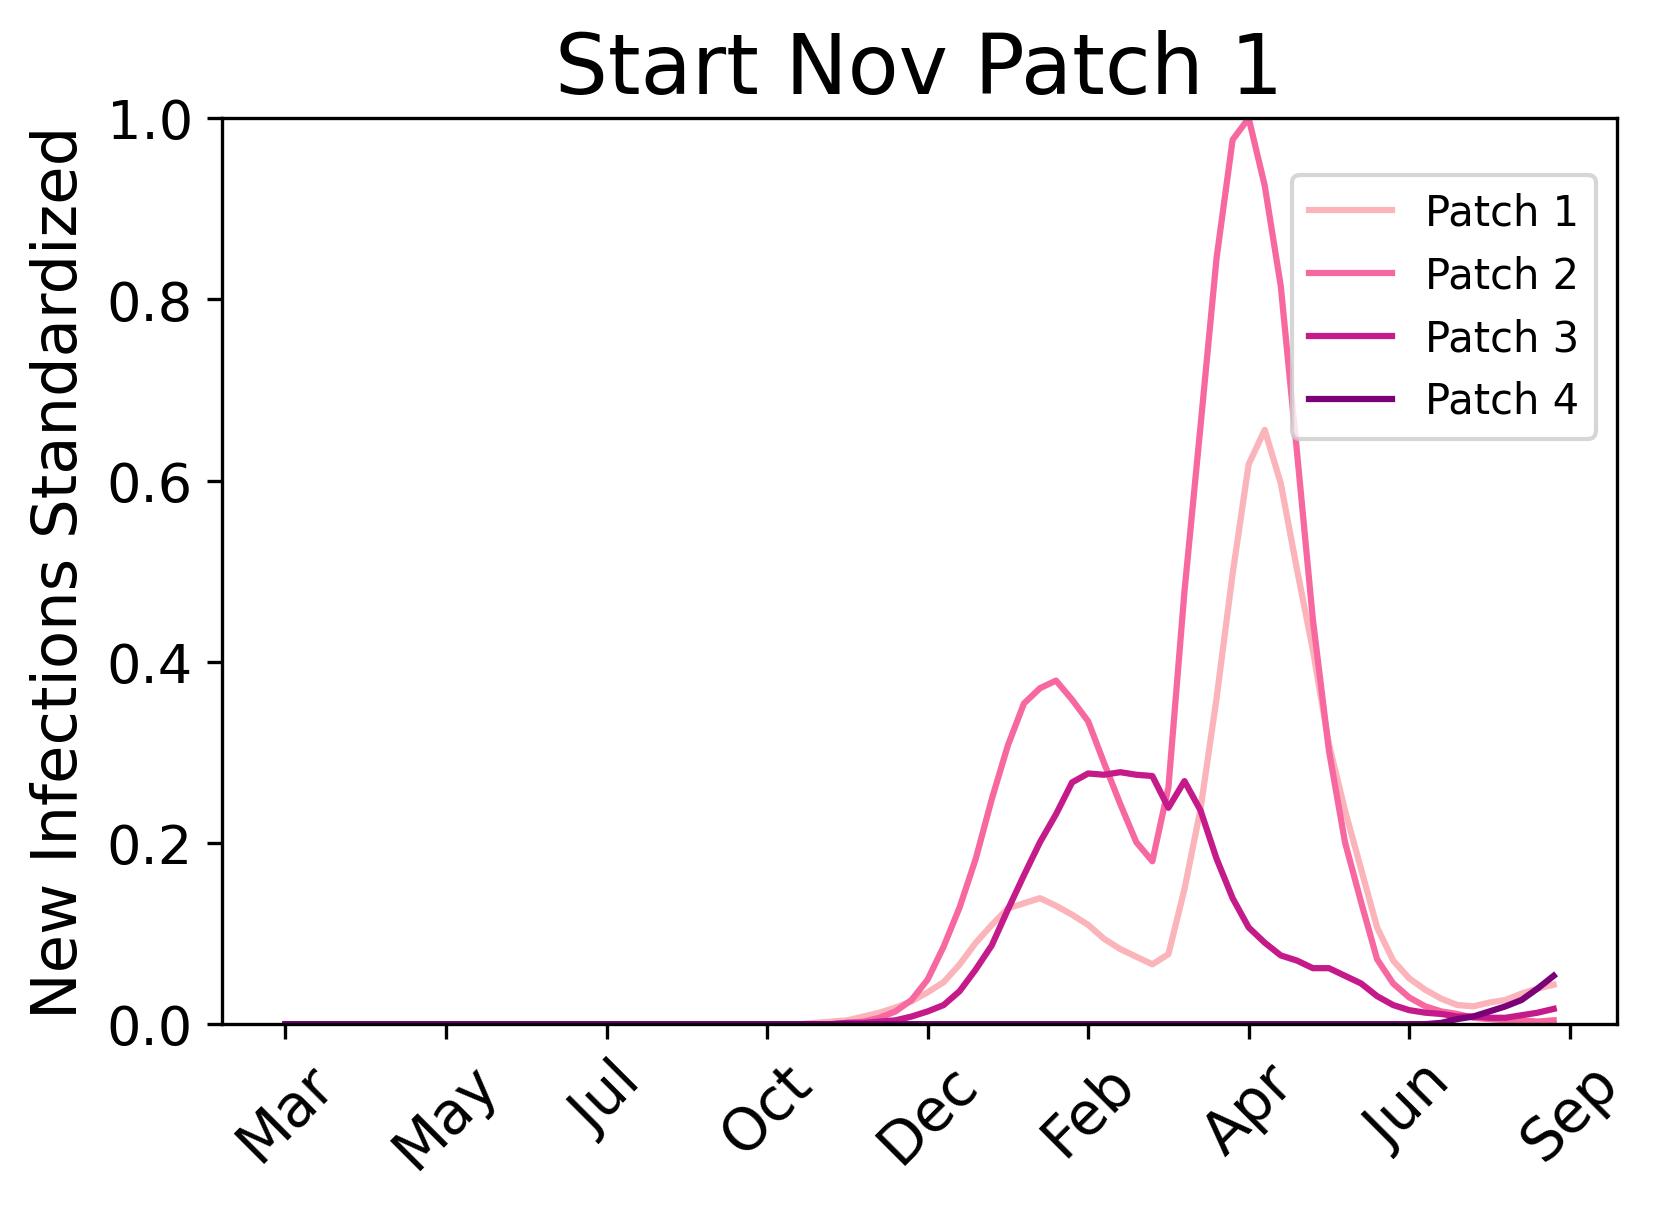 Start Nov Patch 1
New Infections Standardized
1.0
0.8
0.6
0.4
0.2
0.0
Patch 1
Patch 2
Patch 3
Patch 4
Mar
May
Jul
Oct
Dec
Feb
Apr
Jun
Sep